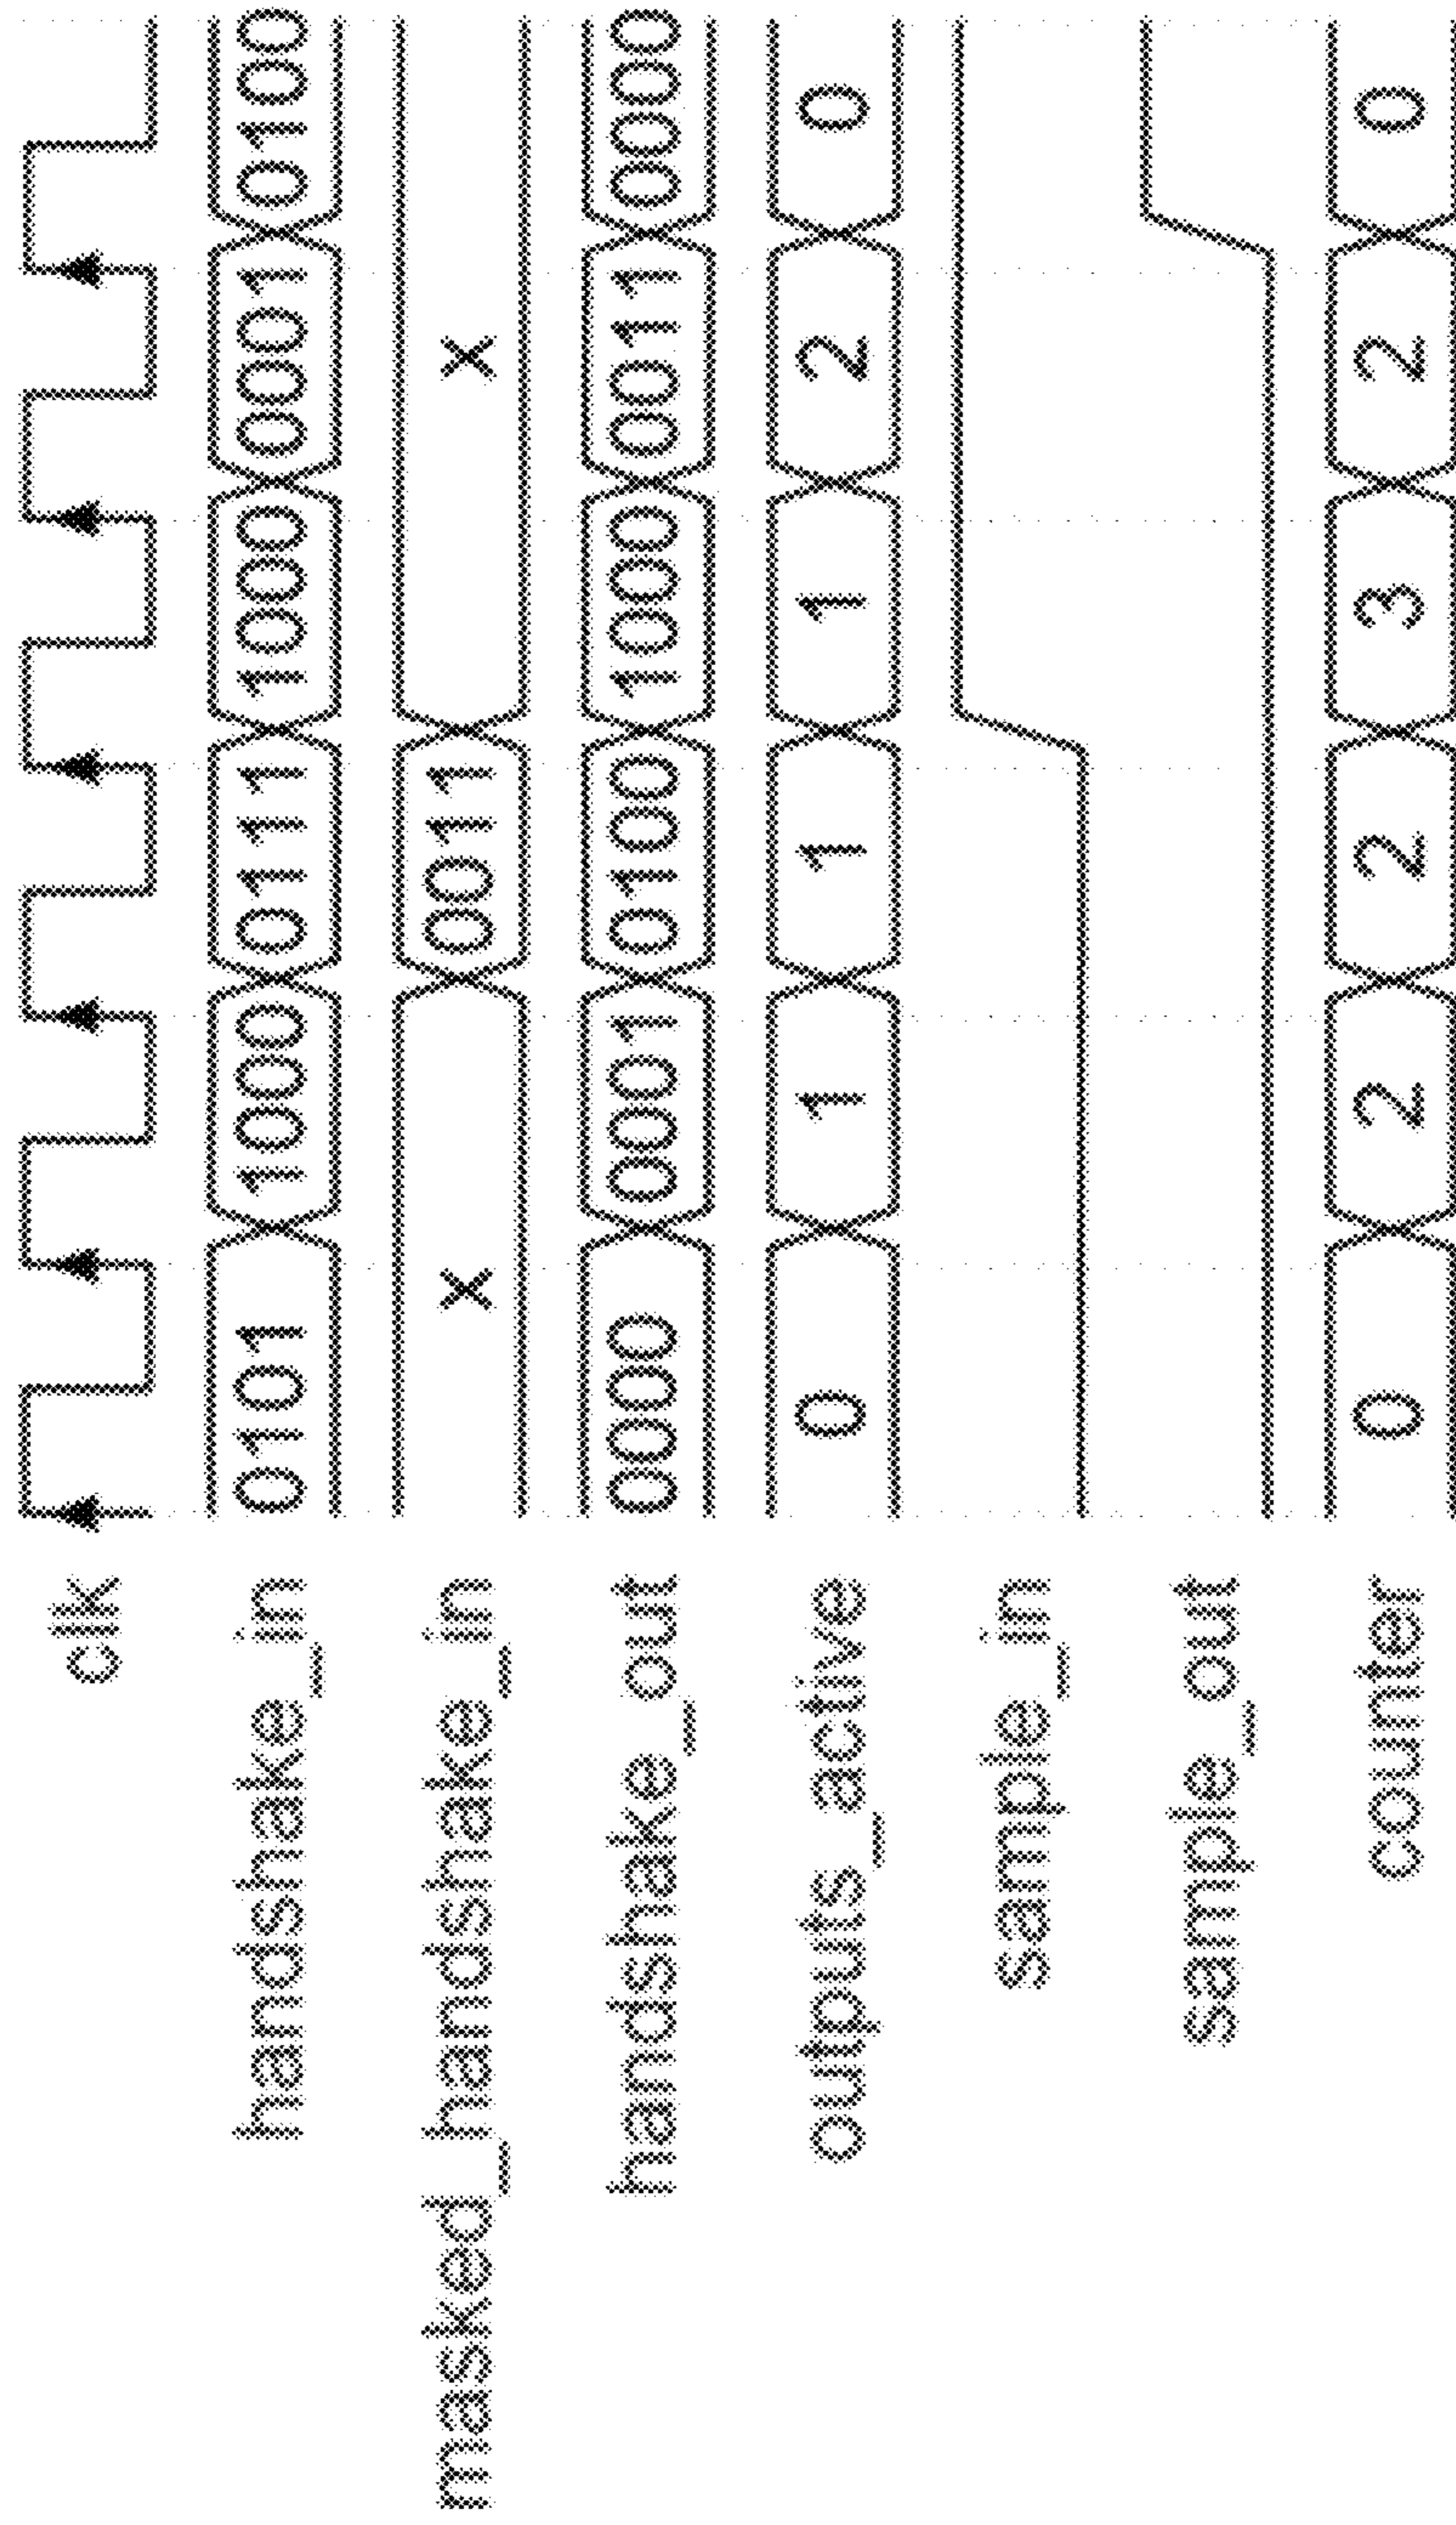 clk
handshake_in 0101 1000 0111 1000 0001 0100
masked_handshake_in x 0011 x
handshake_out 0000 0001 0100 1000 0011 0000
outputs_active 0 1 1 1 2 0
sample_in
sample_out
counter 0 2 2 3 2 0